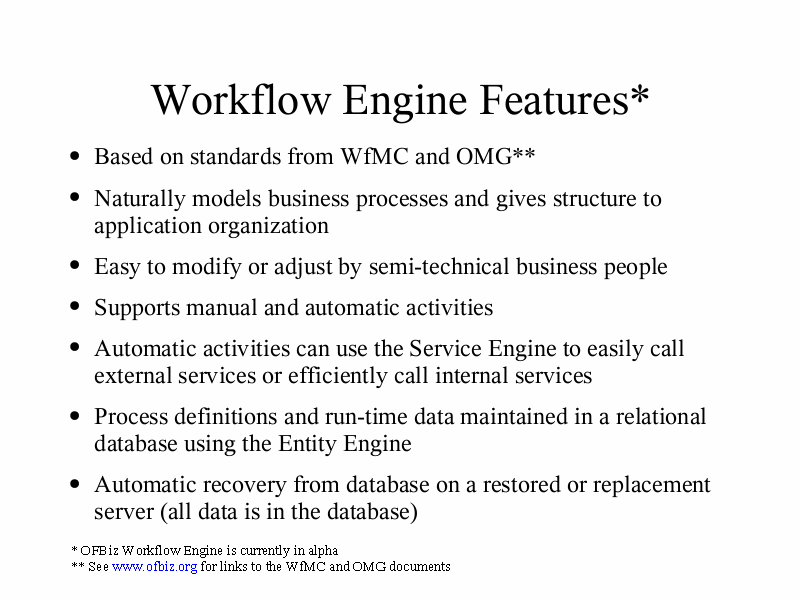 Workflow Engine Features*
• Based on standards from WfMC and OMG**
• Naturally models business processes and gives structure to
application organization
• Easy to modify or adjust by semi-technical business people
• Supports manual and automatic activities
• Automatic activities can use the Service Engine to easily call
external services or efficiently call internal services
• Process definitions and run-time data maintained in a relational
database using the Entity Engine
• Automatic recovery from database on a restored or replacement
server (all data is in the database)
* OFBiz Workflow Engine is currently in alpha
** See www.ofbiz.org for links to the WfMC and OMG documents